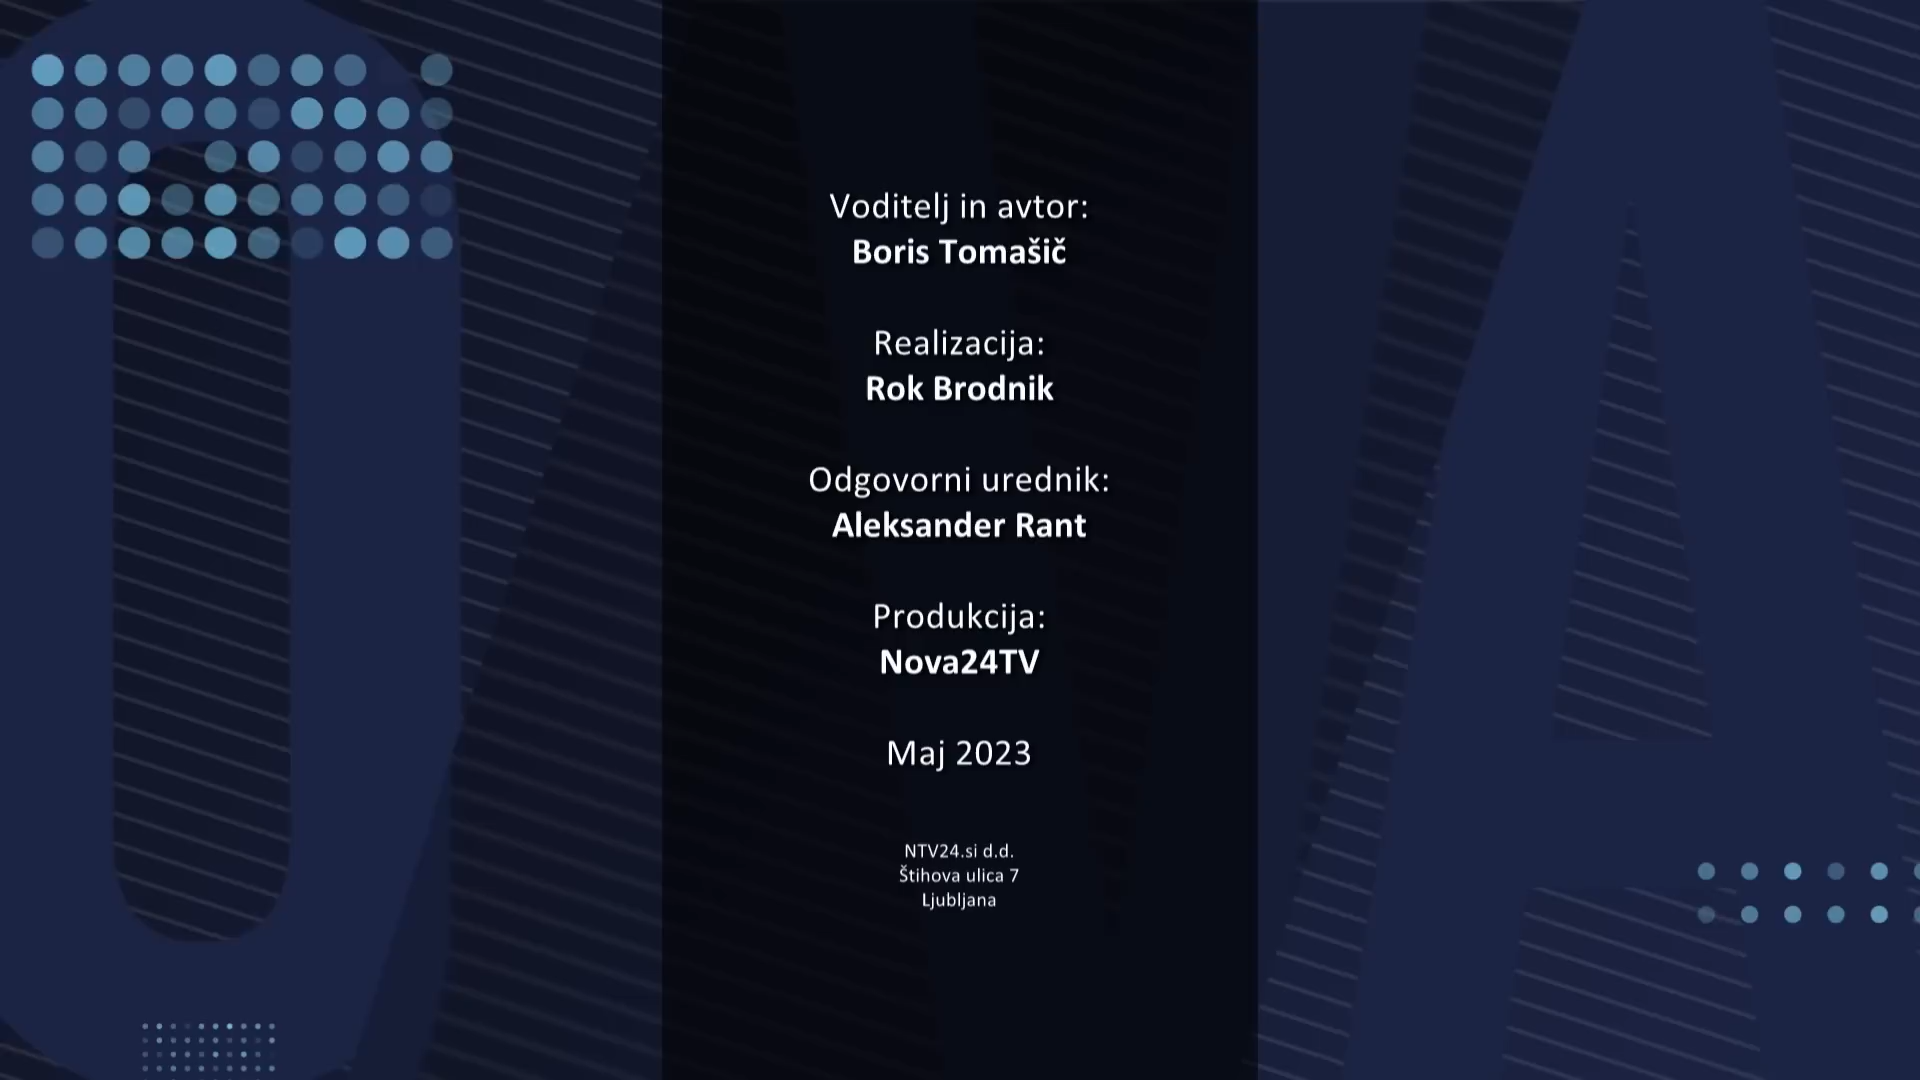 Voditelj in avtor:
Boris Tomašič
Realizacija:
Rok Brodnik
Odgovorni urednik:
Aleksander Rant
Produkcija:
Nova24TV
Maj 2023
NTV24.si d.d.
Štihova ulica 7
Ljubljana